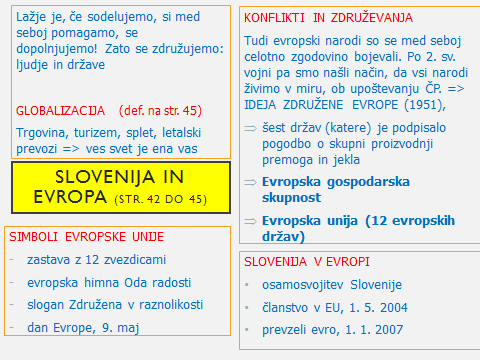 Lažje je, če sodelujemo, si med
seboj pomagamo, se
dopolnjujemo! Zato se združujemo:
ljudje in države
GLOBALIZACIJA (def. na str. 45)
Trgovina, turizem, splet, letalski
prevozi => ves svet je ena vas
SLOVENIJA IN
EVROPA (STR. 42 DO 45)
SIMBOLI EVROPSKE UNIJE
- zastava z 12 zvezdicami
- evropska himna Oda radosti
- slogan Združena v raznolikosti
- dan Evrope, 9. maj
KONFLIKTI IN ZDRUŽEVANJA
Tudi evropski narodi so se med seboj
celotno zgodovino bojevali. Po 2. sv.
vojni pa smo našli način, da vsi narodi
živimo v miru, ob upoštevanju ČP. =>
IDEJA ZDRUŽENE EVROPE (1951),
⇒ šest držav (katere) je podpisalo
pogodbo o skupni proizvodnji
premoga in jekla
⇒ Evropska gospodarska
skupnost
⇒ Evropska unija (12 evropskih
držav)
SLOVENIJA V EVROPI
• osamosvojitev Slovenije
• članstvo v EU, 1. 5. 2004
• prevzeli evro, 1. 1. 2007